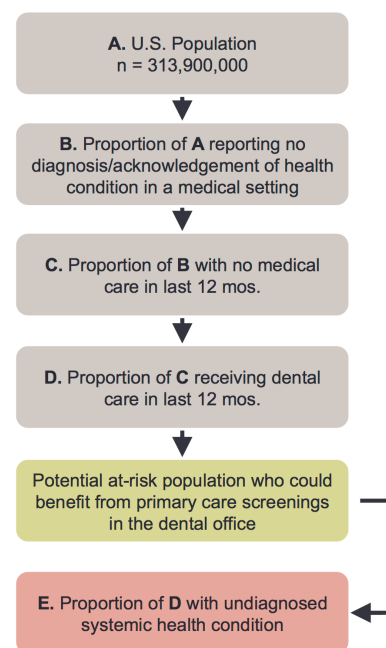 A. U.S. Population
n = 313,900,000
B. Proportion of A reporting no
diagnosis/acknowledgement of health
condition in a medical setting
C. Proportion of B with no medical
care in last 12 mos.
D. Proportion of C receiving dental
care in last 12 mos.
Potential at-risk population who could
benefit from primary care screenings
in the dental office
E. Proportion of D with undiagnosed
systemic health condition